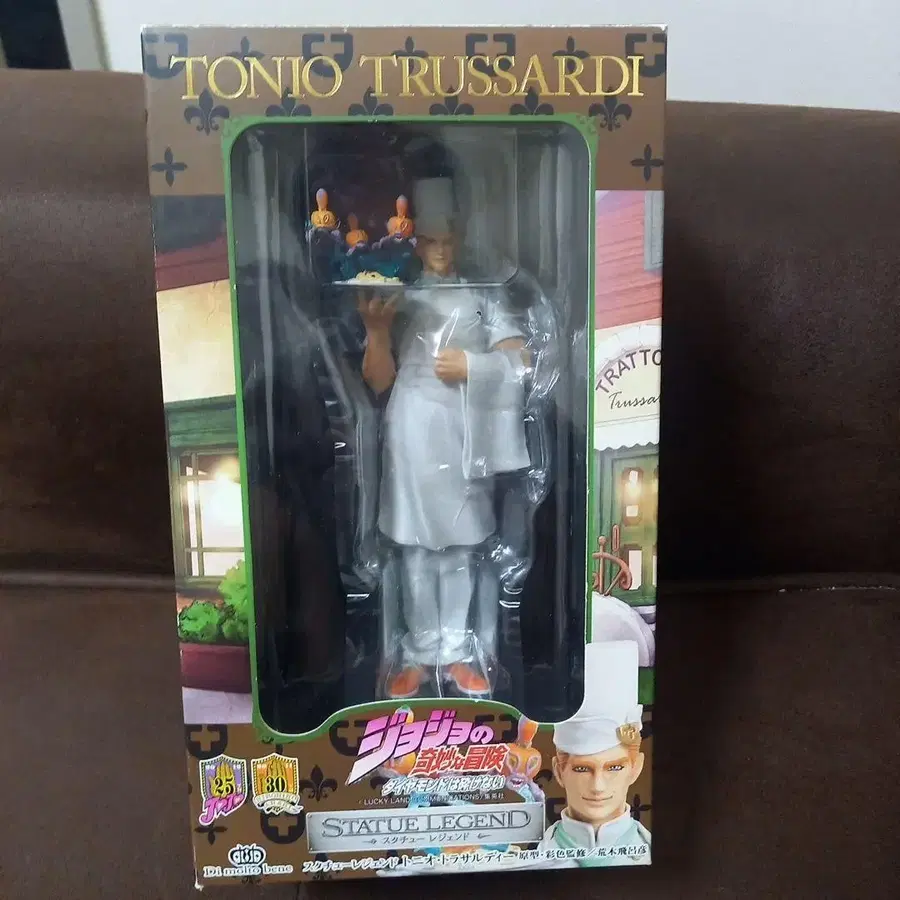 TONIO TRUSSARDI
TRATTO
Trussa
ジョジョの
奇妙な冒険
ダイヤモンドは砕けない
STATUE LEGEND
スタチュー レジェンド
25
30
Di molto bene
スタチューレジェンド トニオ・トラサルディー 原型・彩色監修/荒木飛呂彦